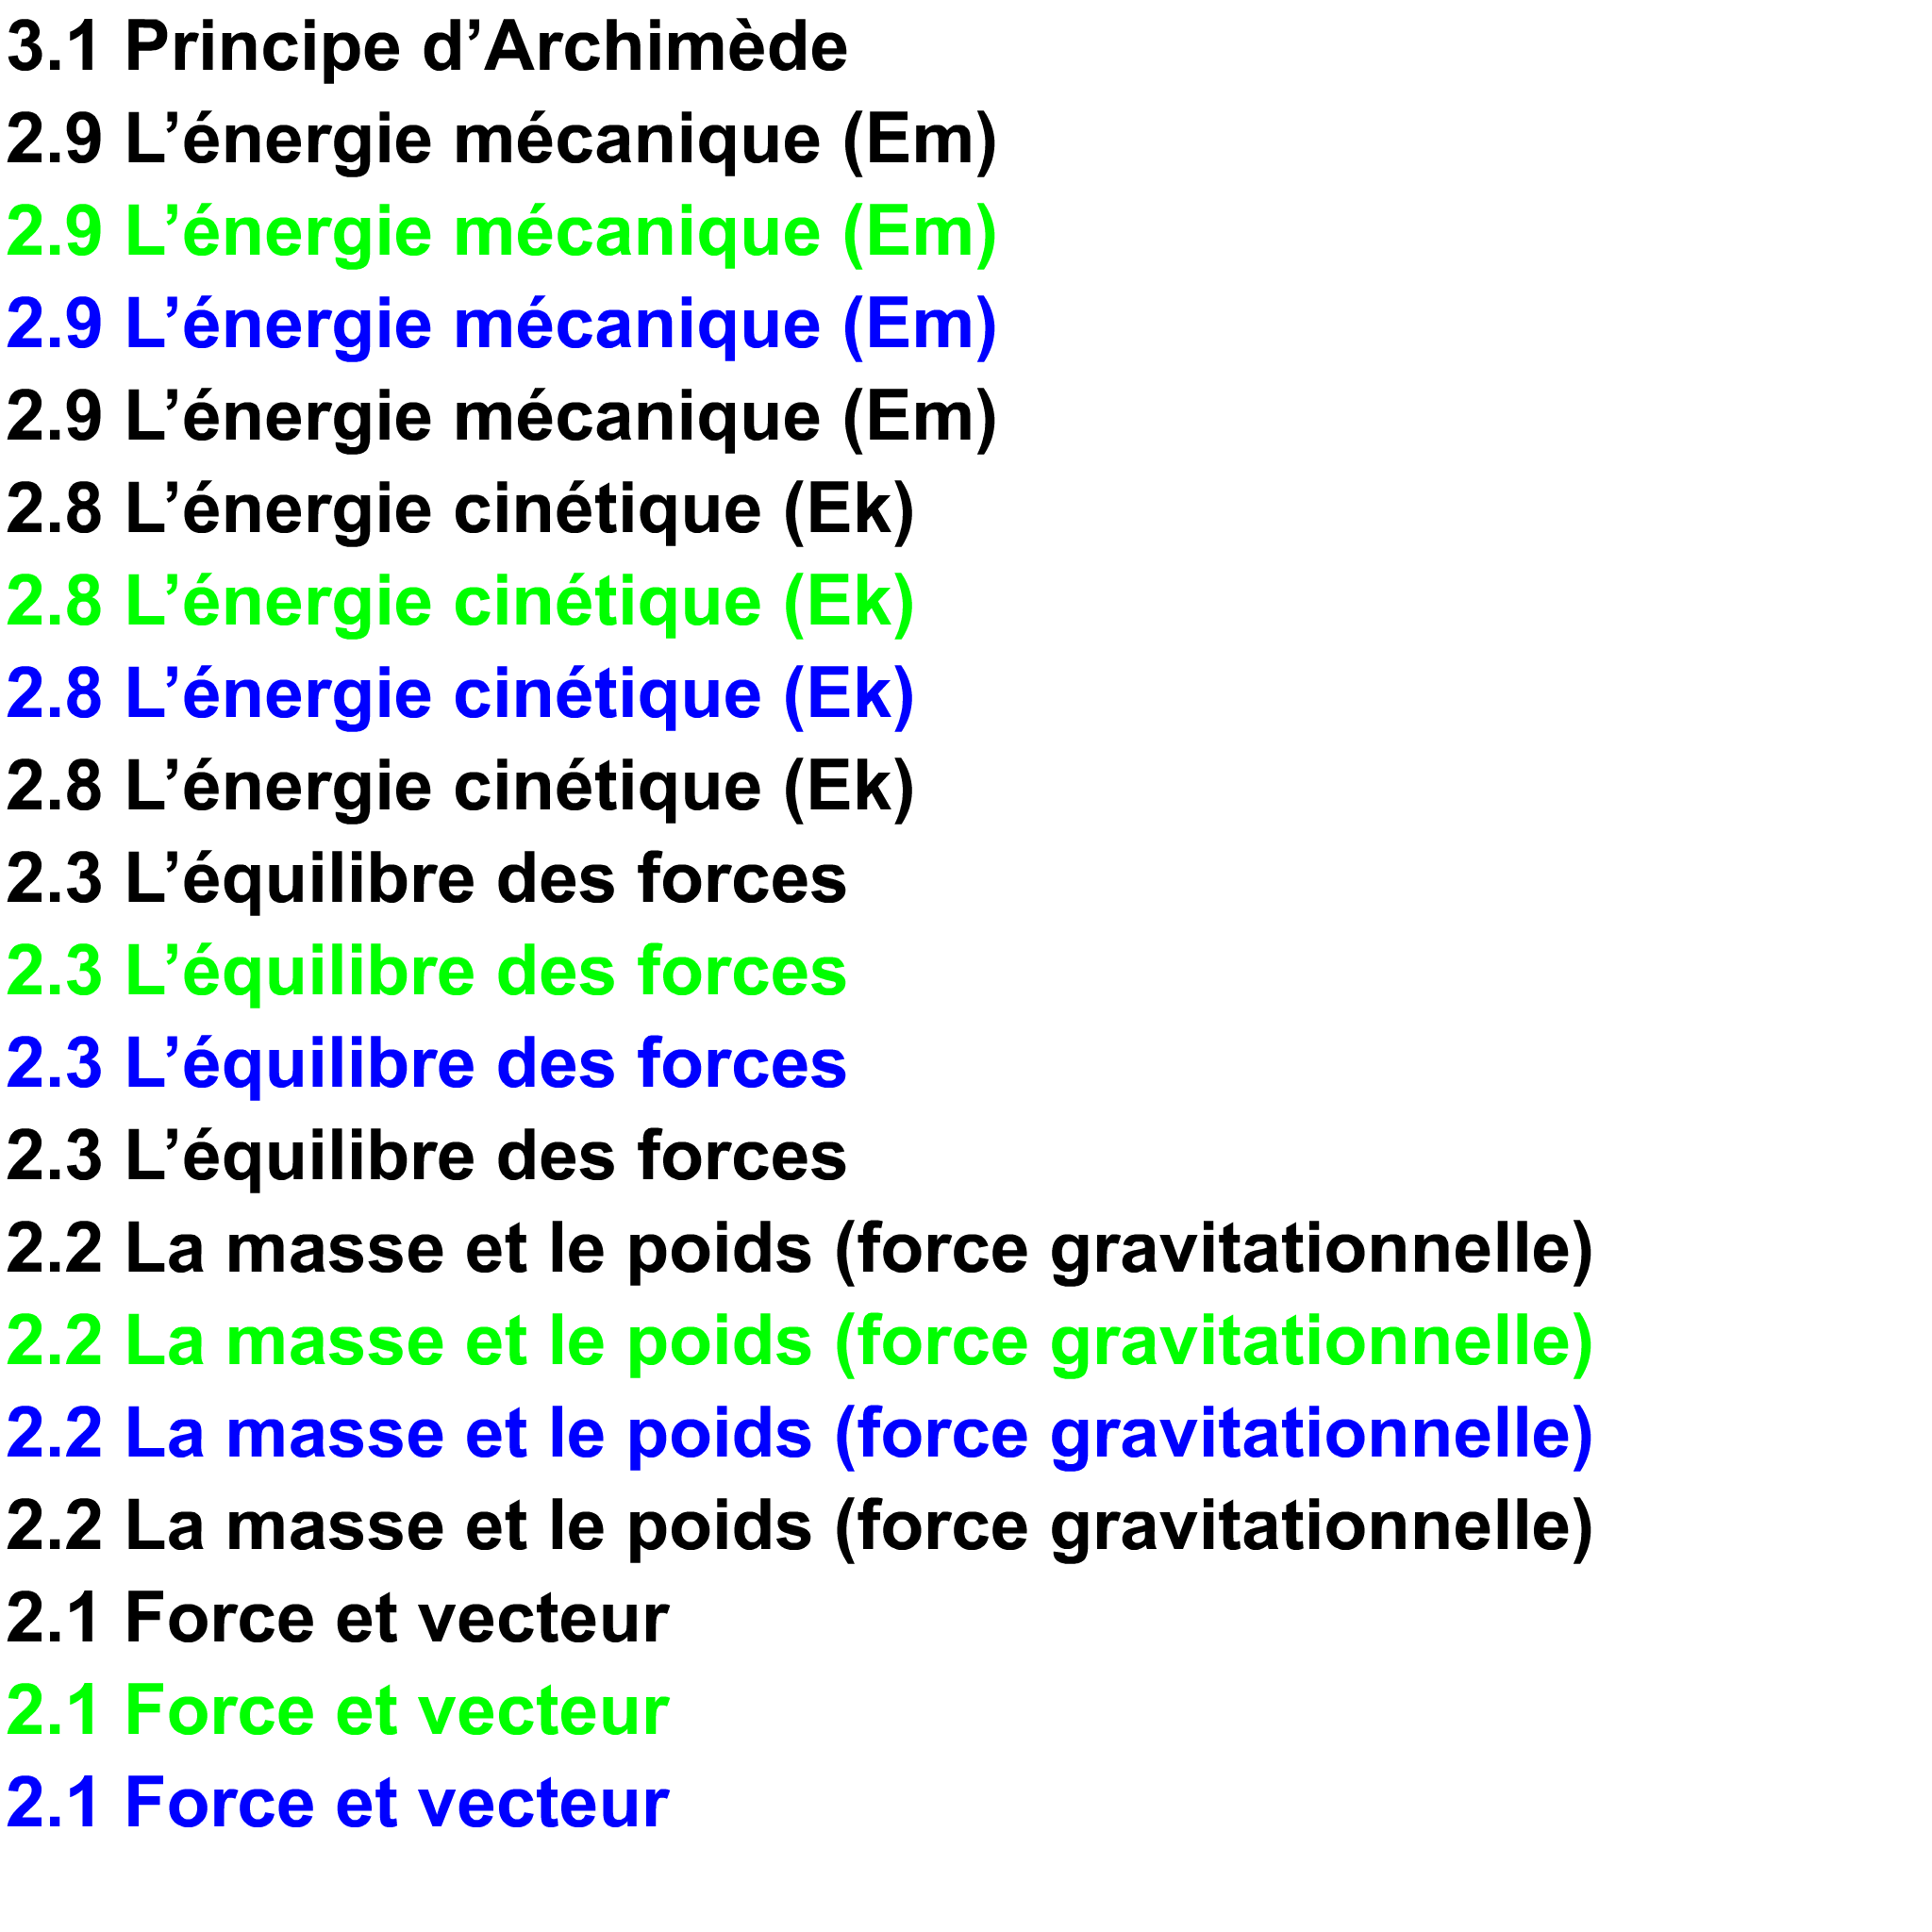 3.1 Principe d’Archimède
2.9 L’énergie mécanique (Em)
2.9 L’énergie mécanique (Em)
2.9 L’énergie mécanique (Em)
2.9 L’énergie mécanique (Em)
2.8 L’énergie cinétique (Ek)
2.8 L’énergie cinétique (Ek)
2.8 L’énergie cinétique (Ek)
2.8 L’énergie cinétique (Ek)
2.3 L’équilibre des forces
2.3 L’équilibre des forces
2.3 L’équilibre des forces
2.3 L’équilibre des forces
2.2 La masse et le poids (force gravitationnelle)
2.2 La masse et le poids (force gravitationnelle)
2.2 La masse et le poids (force gravitationnelle)
2.2 La masse et le poids (force gravitationnelle)
2.1 Force et vecteur
2.1 Force et vecteur
2.1 Force et vecteur